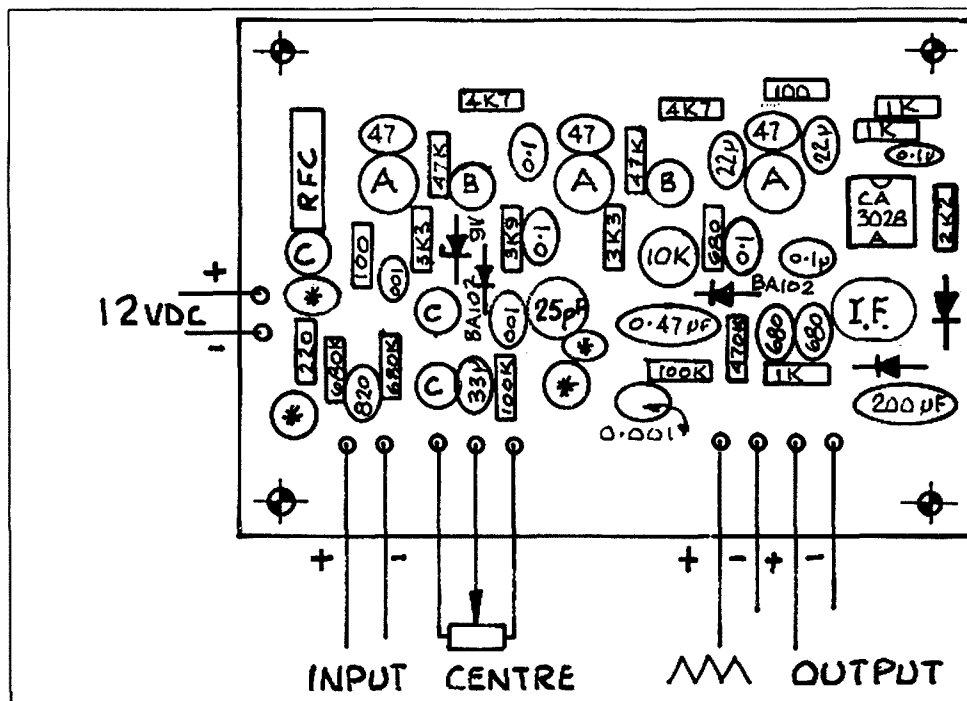 4K7
4K7
100
1K
1K
47
47K
0.1
47
47K
22µ
47
22µ
0.1µ
RFC
A
B
A
B
A
CA
3028
A
2K2
C
100
.001
3K3
9V
3K9
0.1
3K3
10K
680
0.1
0.1µ
+
12VDC
-
*
C
BA102
.001
25pF
0.47µF
BA102
I.F.
*
220
680K
820
680K
C
33µ
100K
*
100K
470K
680
680
1K
200µF
*
0.001
+
-
+
-
+
-
INPUT
CENTRE
OUTPUT